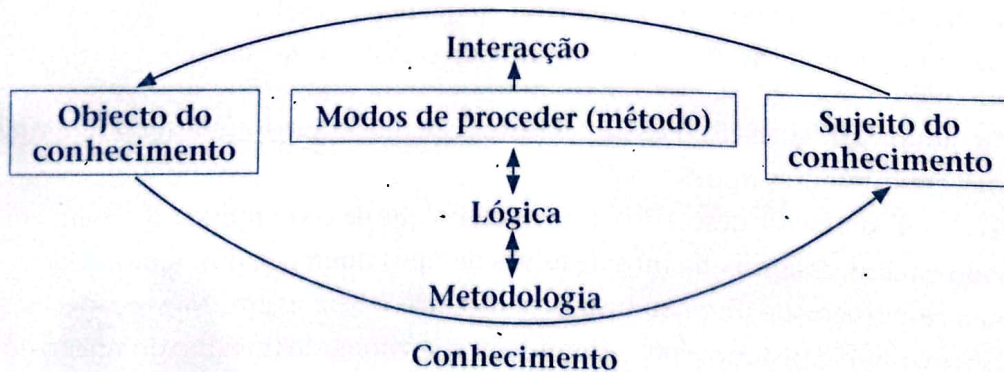 Interacção
Objecto do
conhecimento
Modos de proceder (método)
Sujeito do
conhecimento
Lógica
Metodologia
Conhecimento